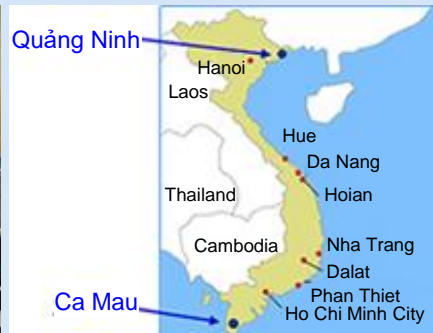 Quảng Ninh
Hanoi
Laos
Hue
Da Nang
Thailand
Hoian
Cambodia
Nha Trang
Dalat
Ca Mau
Phan Thiet
Ho Chi Minh City